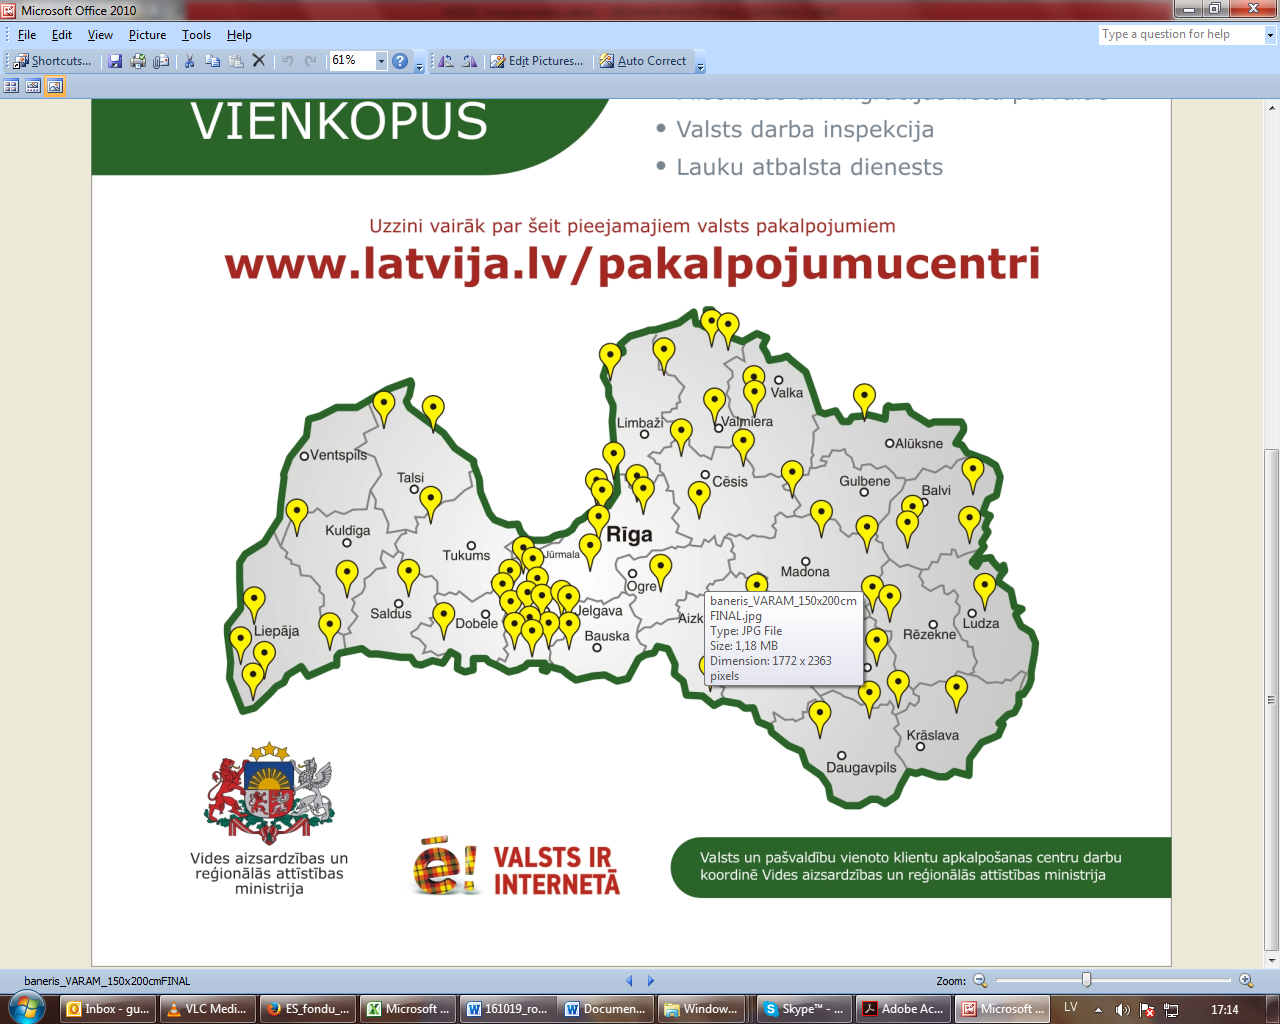 Microsoft Office 2010
File Edit View Picture Tools Help
Type a question for help
Shortcuts... 61% Edit Pictures... Auto Correct
VIENKOPUS
• Valsts darba inspekcija
• Lauku atbalsta dienests
Uzzini vairāk par šeit pieejamajiem valsts pakalpojumiem
www.latvija.lv/pakalpojumucentri
Valka
Limbaži
Valmiera
Alūksne
Ventspils
Talsi
Cēsis
Gulbene
Balvi
Kuldīga
Rīga
Tukums
Jūrmala
Madona
Ogre
Saldus
Dobele
Jelgava
Aizk
Liepāja
Bauska
Rēzekne
Ludza
baneris_VARAM_150x200cm
FINAL.jpg
Type: JPG File
Size: 1,18 MB
Dimension: 1772 x 2363
pixels
Krāslava
Daugavpils
Vides aizsardzības un
reģionālās attīstības
ministrija
ē!
VALSTS IR
INTERNETĀ
Valsts un pašvaldību vienoto klientu apkalpošanas centru darbu
koordinē Vides aizsardzības un reģionālās attīstības ministrija
baneris_VARAM_150x200cmFINAL
Zoom:
Inbox - gu... VLC Medi... ES_fondu_... Microsoft ... 161019_ro... Documen... Window... Skype™ - ... Adobe Ac... Microsoft ... LV 17:14